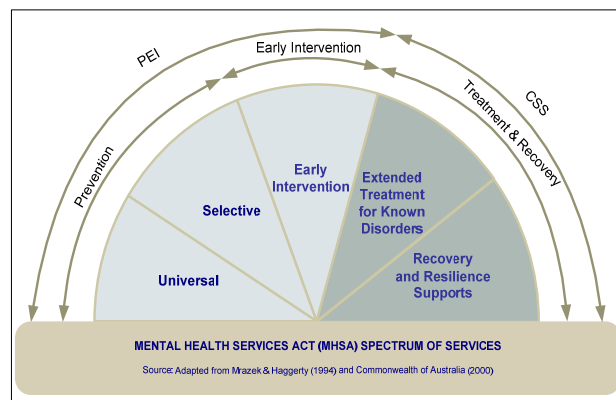 PEI
Early Intervention
CSS
Prevention
Treatment & Recovery
Early
Intervention
Extended
Treatment
for Known
Disorders
Selective
Universal
Recovery
and Resilience
Supports
MENTAL HEALTH SERVICES ACT (MHSA) SPECTRUM OF SERVICES
Source: Adapted from Mrazek & Haggerty (1994) and Commonwealth of Australia (2000)